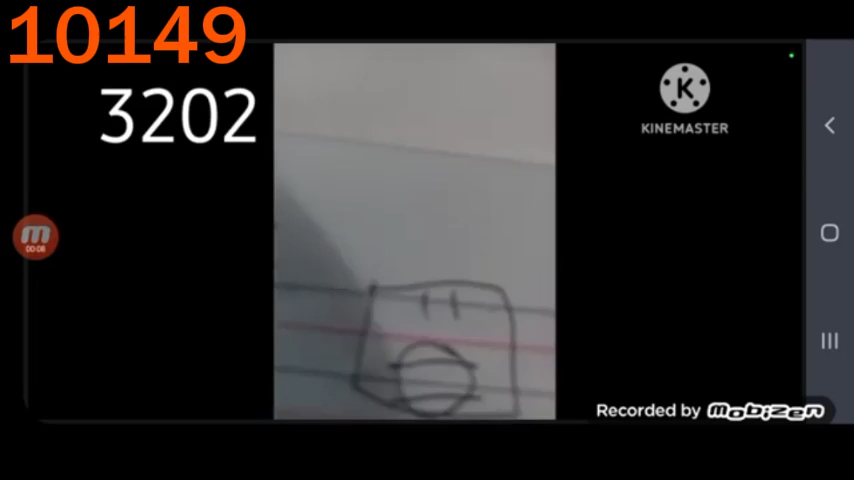 10149
3202
K
KINEMASTER
m
00:08
Recorded by Mobizen